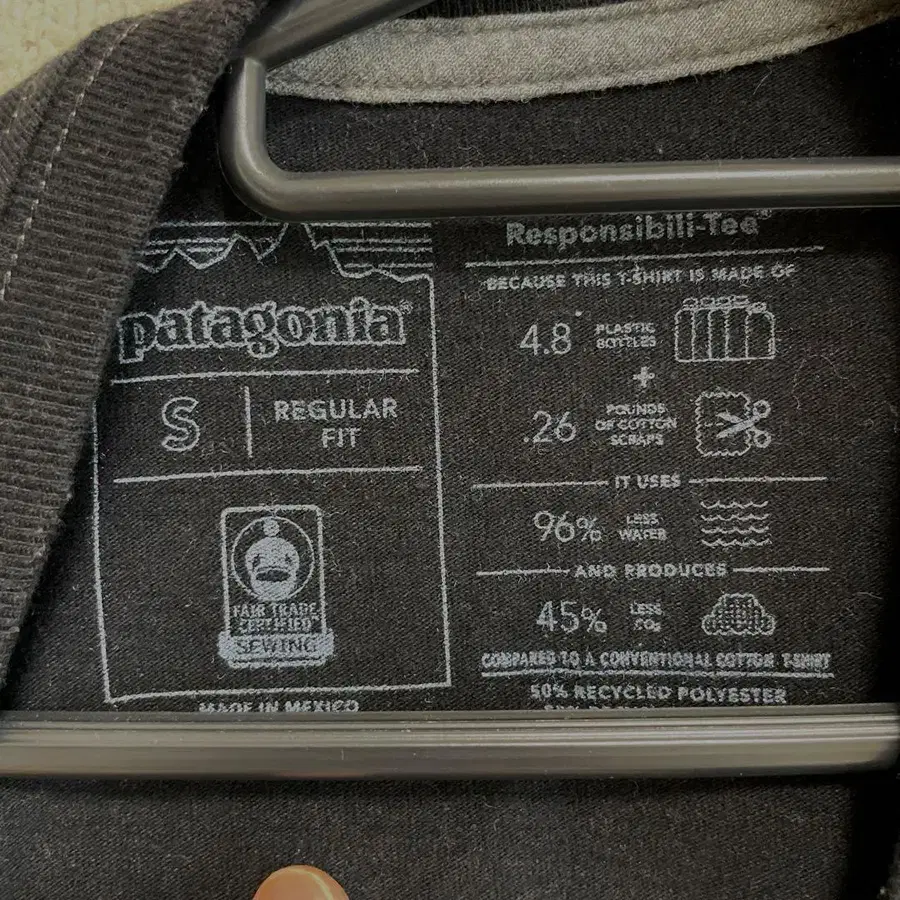 patagonia®
S
REGULAR
FIT
FAIR TRADE
CERTIFIED™
SEWING
MADE IN MEXICO
Responsibili-Tee®
BECAUSE THIS T-SHIRT IS MADE OF
4.8 PLASTIC
BOTTLES
+
.26 POUNDS
OF COTTON
SCRAPS
IT USES
96% LESS
WATER
AND PRODUCES
45% LESS
CO₂
COMPARED TO A CONVENTIONAL COTTON T-SHIRT
50% RECYCLED POLYESTER